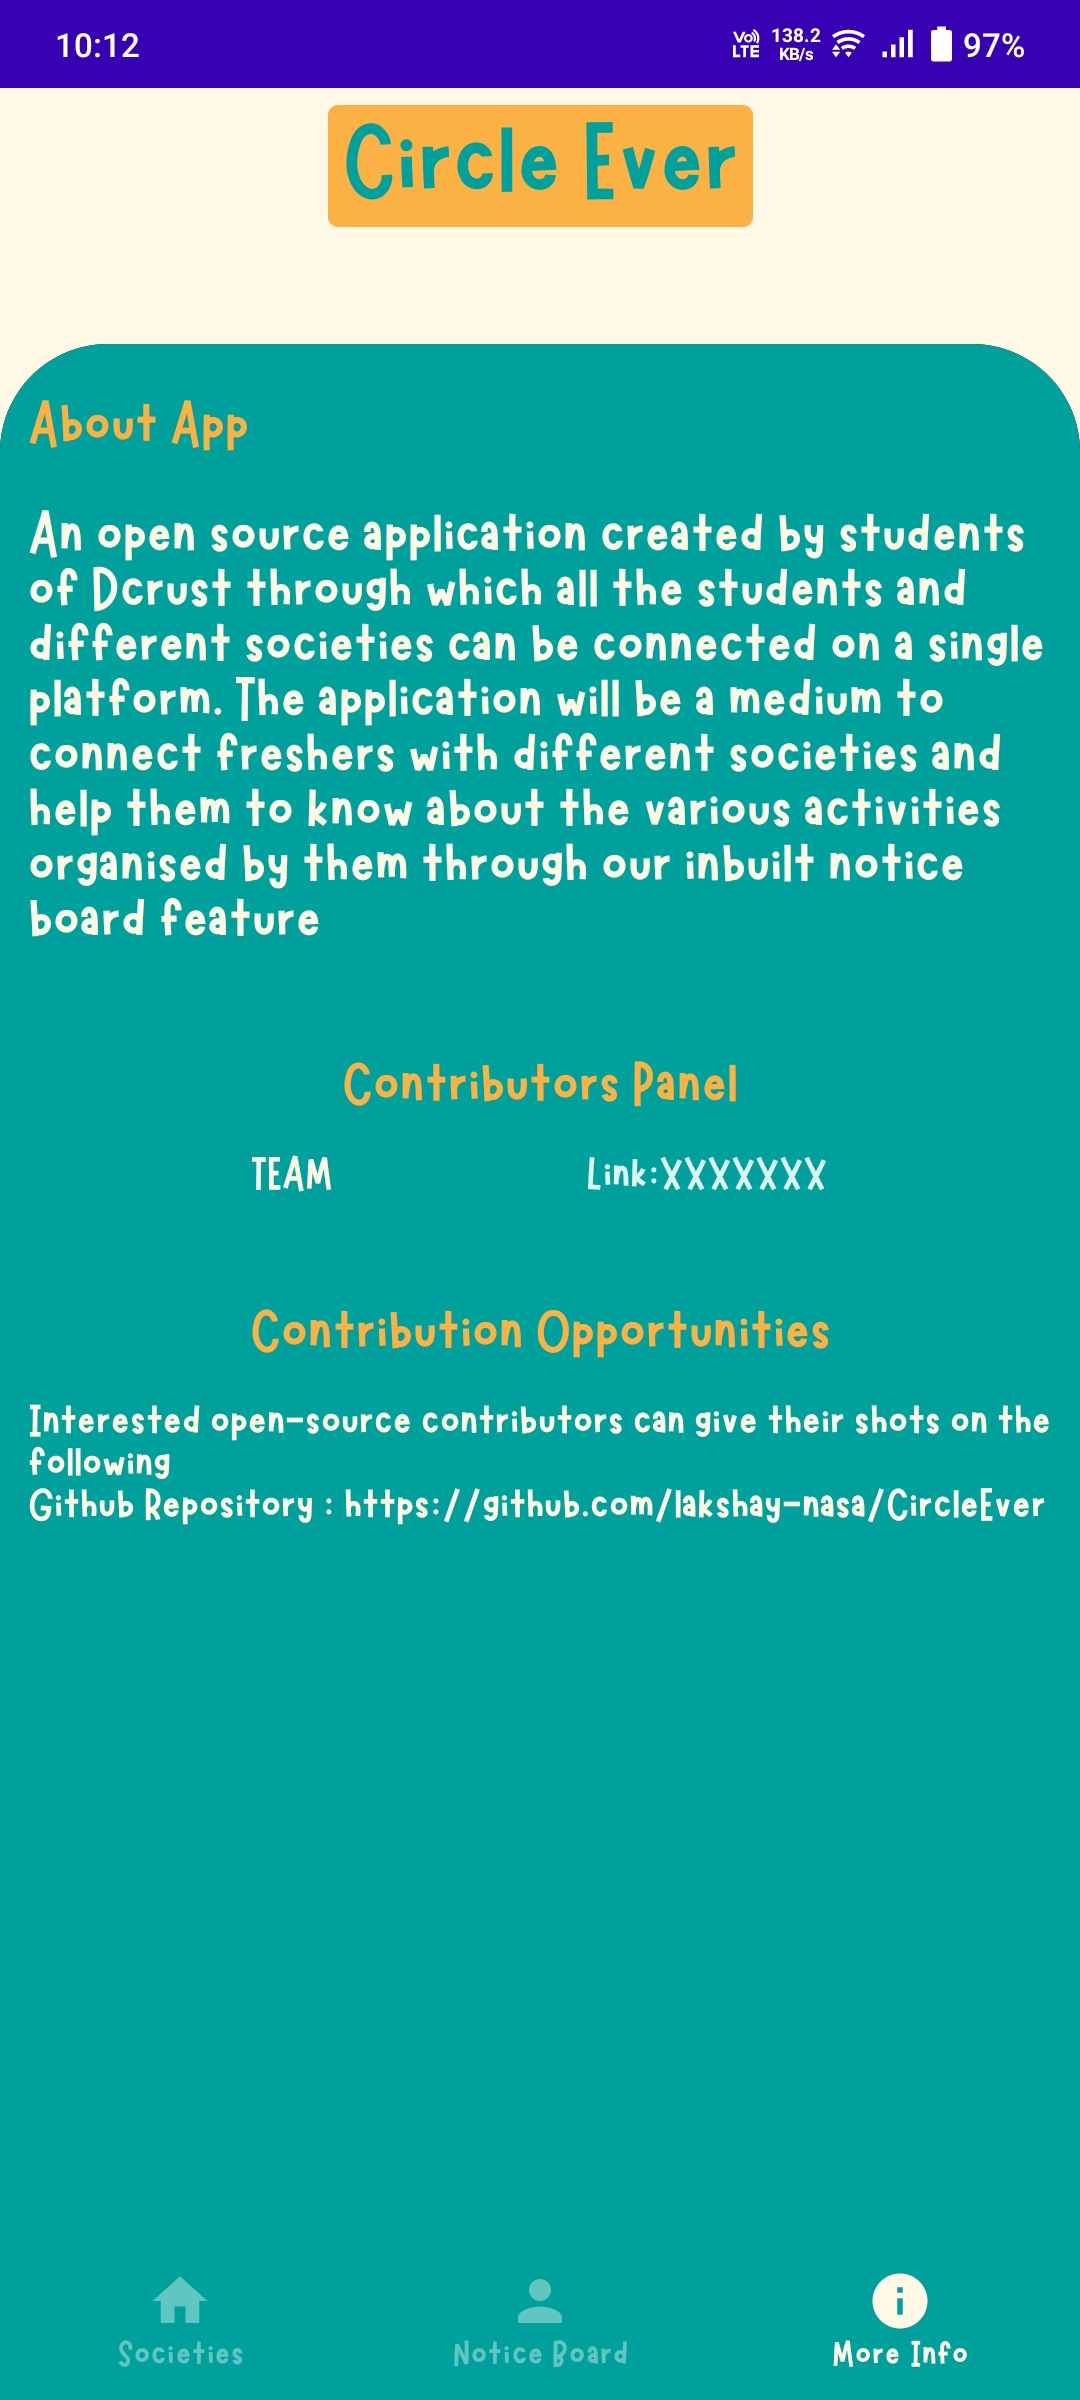 10:12
Vo)) LTE 138.2 KB/s 97%
Circle Ever
About App
An open source application created by students
of Dcrust through which all the students and
different societies can be connected on a single
platform. The application will be a medium to
connect freshers with different societies and
help them to know about the various activities
organised by them through our inbuilt notice
board feature
Contributors Panel
TEAM Link:XXXXXXX
Contribution Opportunities
Interested open-source contributors can give their shots on the
following
Github Repository : https://github.com/lakshay-nasa/CircleEver
Societies Notice Board More Info